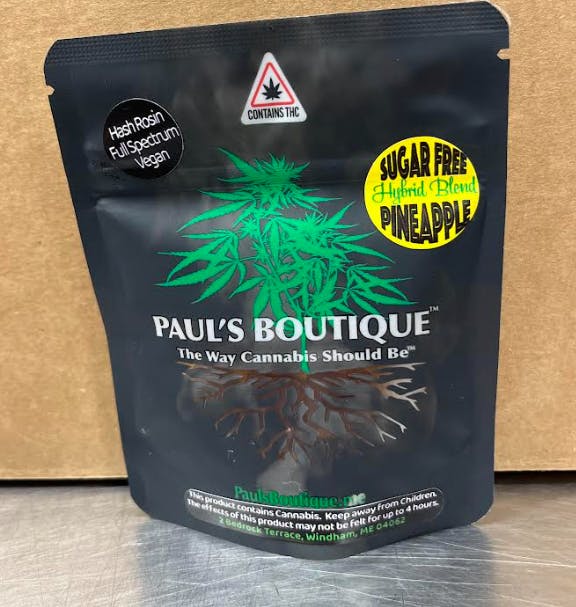 CONTAINS THC
Hash Rosin
Full Spectrum
Vegan
SUGAR FREE
Hybrid Blend
PINEAPPLE
PAUL'S BOUTIQUE™
The Way Cannabis Should Be™
PaulsBoutique.me
This product contains Cannabis. Keep away from Children.
The effects of this product may not be felt for up to 4 hours.
2 Bedrock Terrace, Windham, ME 04062